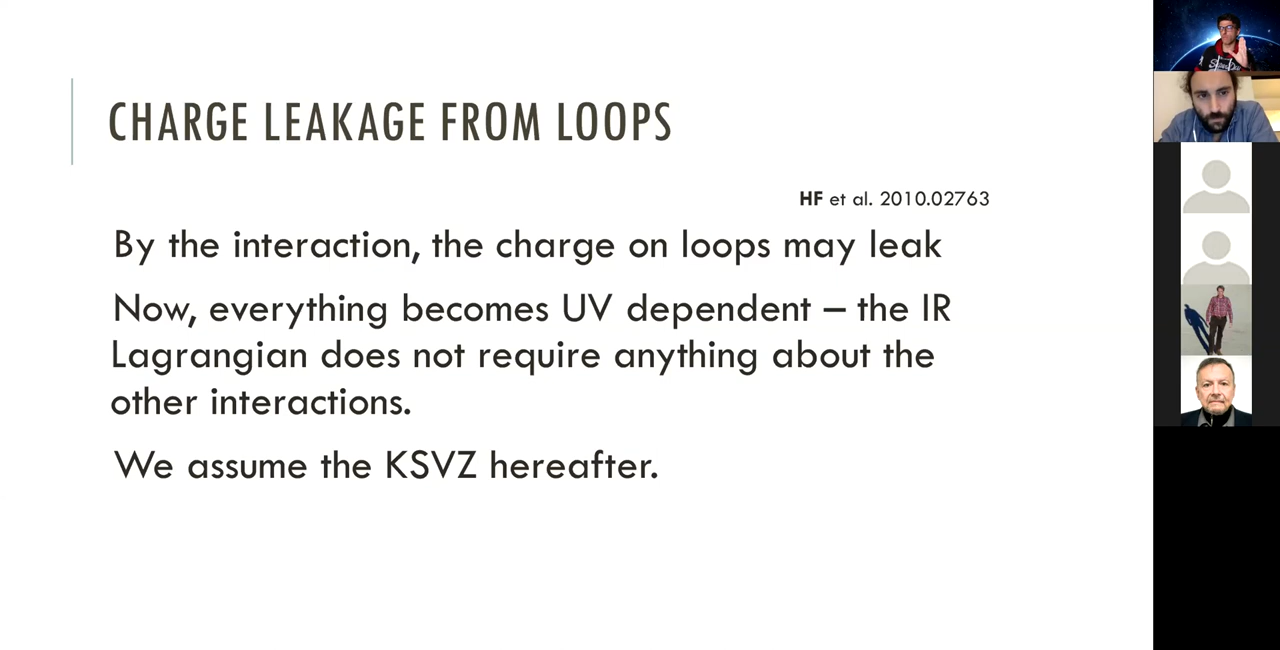 CHARGE LEAKAGE FROM LOOPS
HF et al. 2010.02763
By the interaction, the charge on loops may leak
Now, everything becomes UV dependent – the IR
Lagrangian does not require anything about the
other interactions.
We assume the KSVZ hereafter.